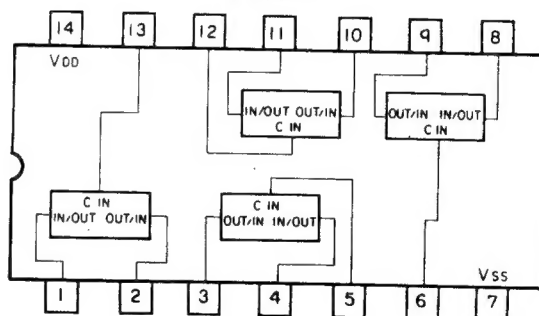 14 13 12 11 10 9 8
VDD
IN/OUT OUT/IN
C IN
OUT/IN IN/OUT
C IN
C IN
IN/OUT OUT/IN
C IN
OUT/IN IN/OUT
VSS
1 2 3 4 5 6 7